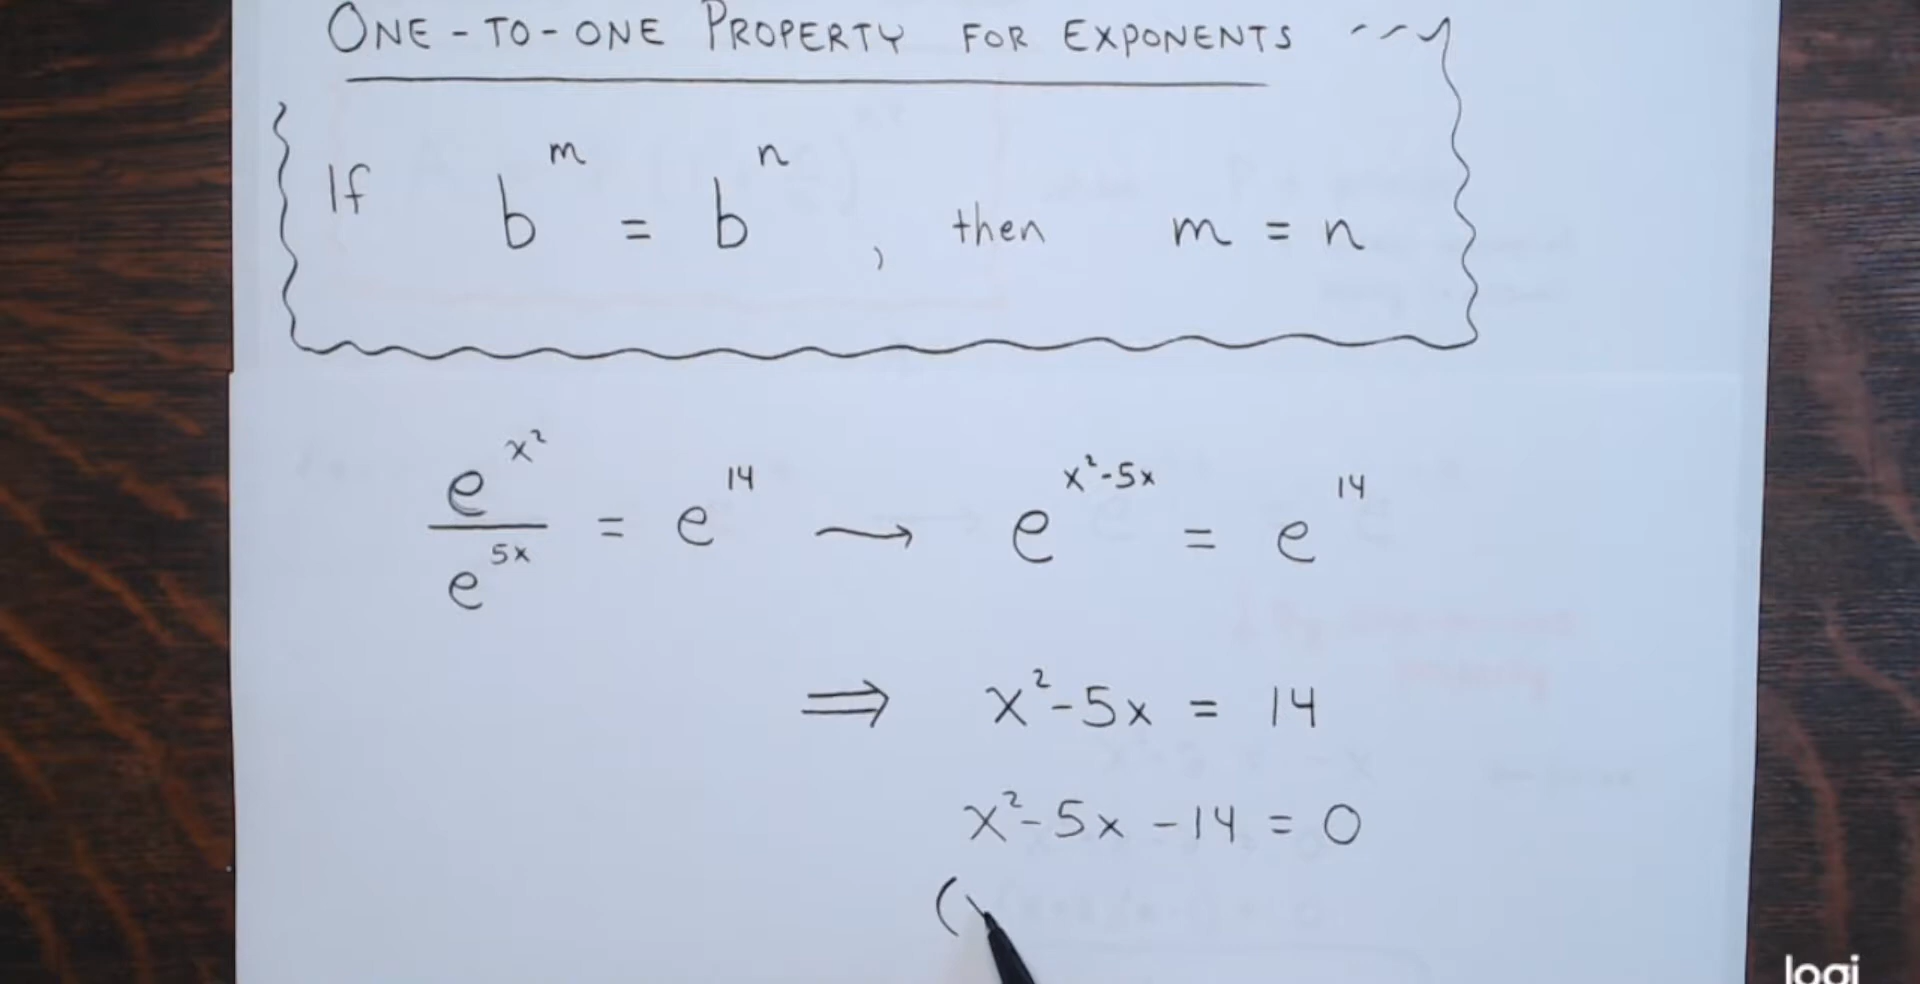 ONE-TO-ONE PROPERTY FOR EXPONENTS
If b^m = b^n, then m = n
e^{x²}/e^{5x} = e^{14} → e^{x²-5x} = e^{14}
⇒ x²-5x = 14
x²-5x-14 = 0
(
logi